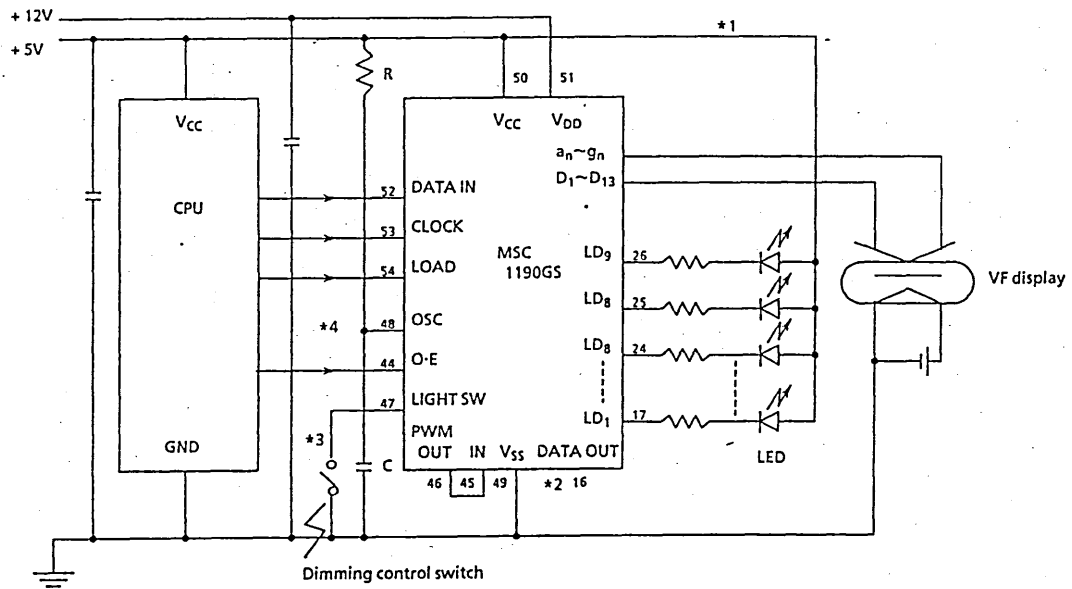 + 12V
+ 5V
*1
R
50
51
VCC
VCC
VDD
an~gn
D1~D13
CPU
52
DATA IN
53
CLOCK
54
LOAD
MSC
1190GS
LD9
26
LD8
25
LD8
24
LD1
17
VF display
*4
48
OSC
44
O·E
47
LIGHT SW
*3
PWM
OUT
IN
VSS
DATA OUT
GND
C
46
45
49
*2
16
LED
Dimming control switch